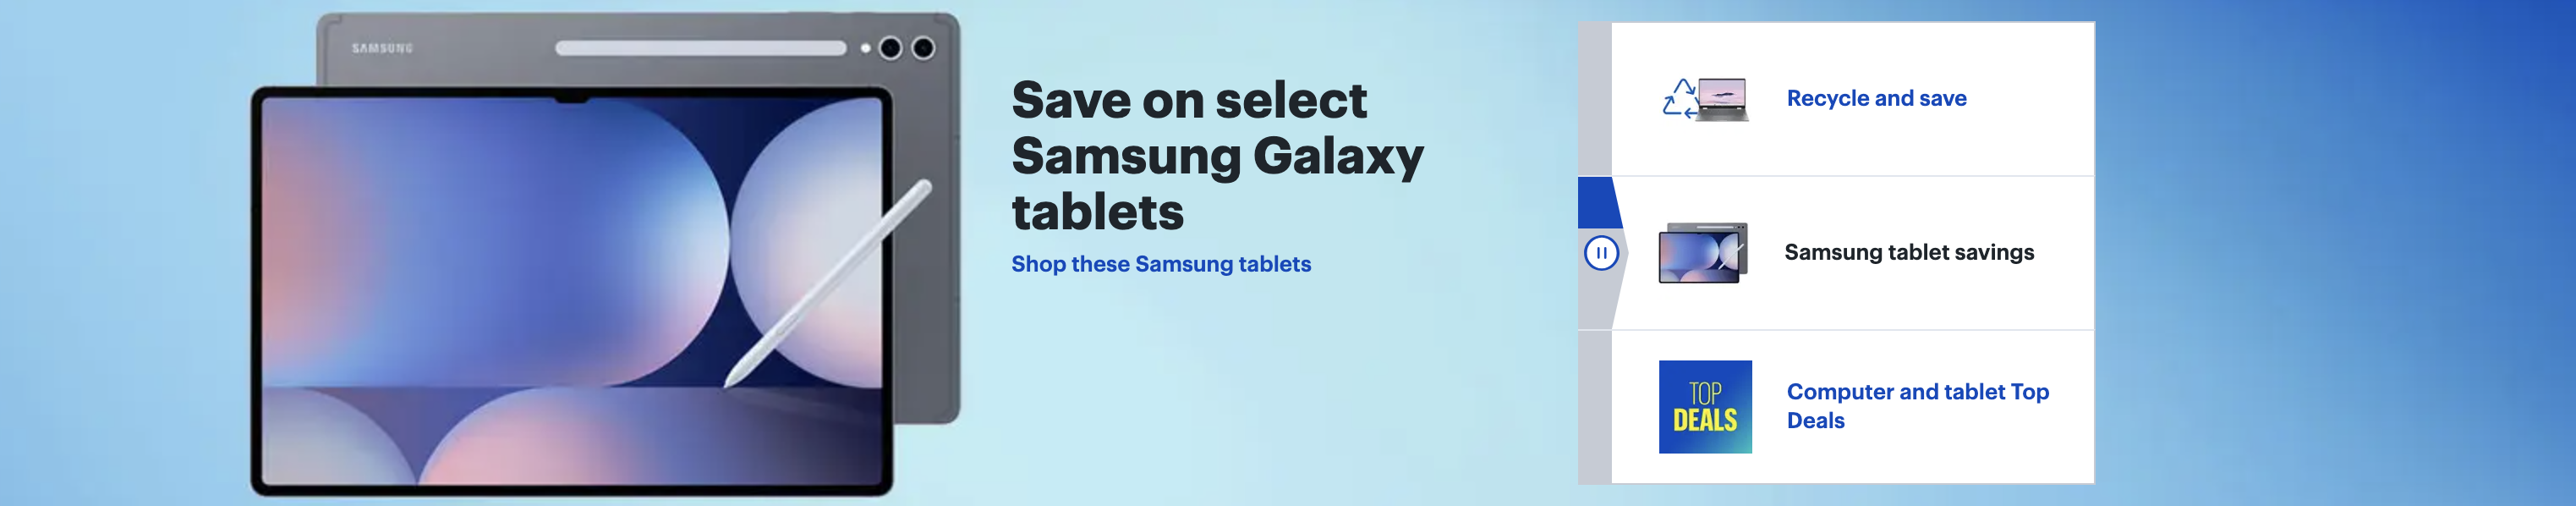 SAMSUNG
Save on select
Samsung Galaxy
tablets
Shop these Samsung tablets
Recycle and save
Samsung tablet savings
TOP
DEALS
Computer and tablet Top
Deals